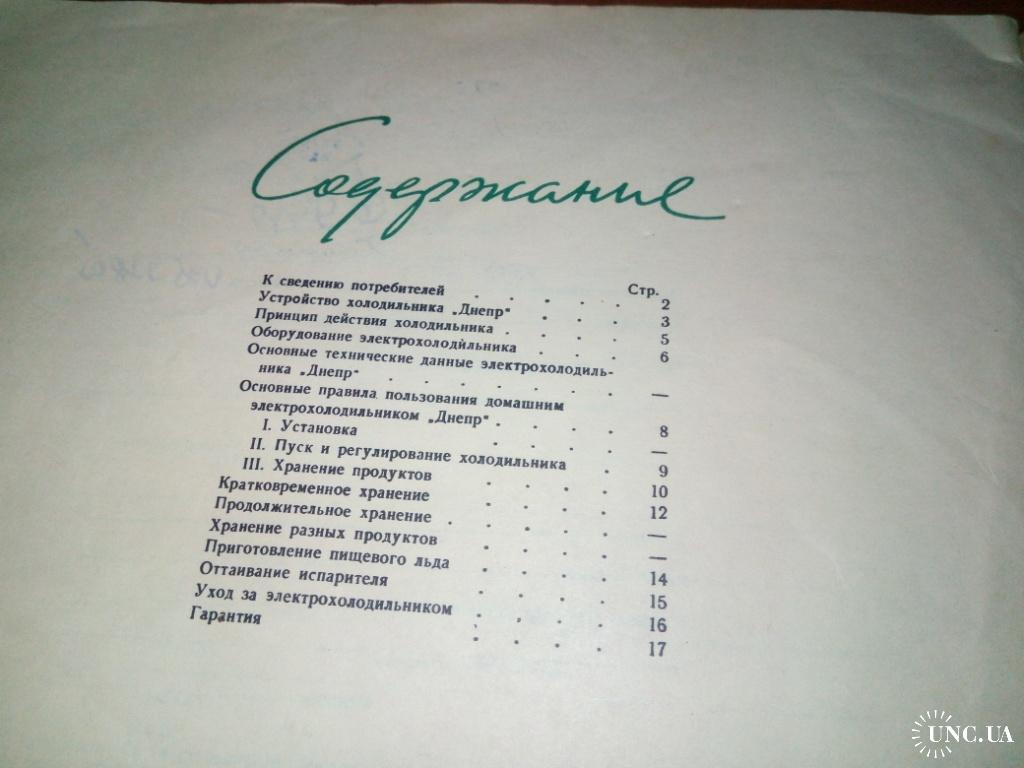 Содержание
Стр.
К сведению потребителей . . . . . 2
Устройство холодильника „Днепр“ . . . 3
Принцип действия холодильника . . . . 5
Оборудование электрохолодильника . . . 6
Основные технические данные электрохолодиль-
ника „Днепр“ . . . . . . . —
Основные правила пользования домашним
электрохолодильником „Днепр“ . . . . 8
I. Установка . . . . —
II. Пуск и регулирование холодильника . 9
III. Хранение продуктов . . . . 10
Кратковременное хранение . . . . 12
Продолжительное хранение . . . . . —
Хранение разных продуктов . . . . —
Приготовление пищевого льда . . . . 14
Оттаивание испарителя . . . . 15
Уход за электрохолодильником . . . . 16
Гарантия . . . . 17
UNC.UA